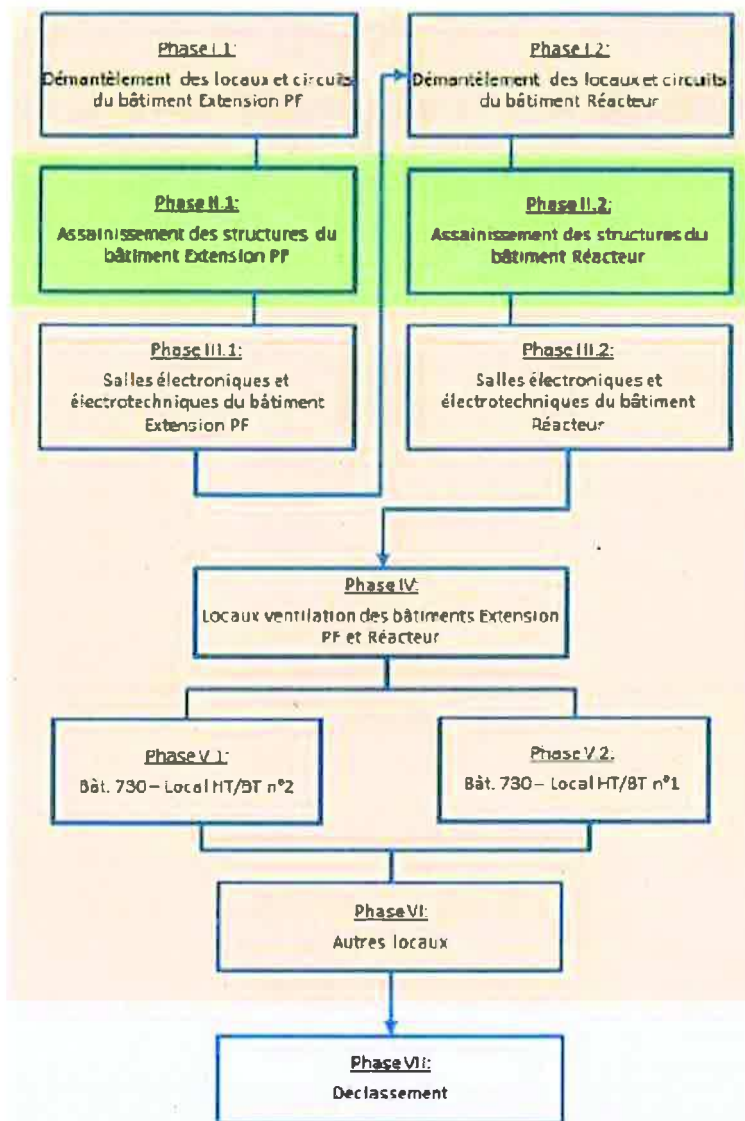 Phase I.1:
Démantèlement des locaux et circuits
du bâtiment Extension PF
Phase I.2:
Démantèlement des locaux et circuits
du bâtiment Réacteur
Phase II.1:
Assainissement des structures du
bâtiment Extension PF
Phase II.2:
Assainissement des structures du
bâtiment Réacteur
Phase III.1:
Salles électroniques et
électrotechniques du bâtiment
Extension PF
Phase III.2:
Salles électroniques et
électrotechniques du bâtiment
Réacteur
Phase IV:
Locaux ventilation des bâtiments Extension
PF et Réacteur
Phase V.1:
Bât. 730 – Local HT/BT n°2
Phase V.2:
Bât. 730 – Local HT/BT n°1
Phase VI:
Autres locaux
Phase VII:
Declassement